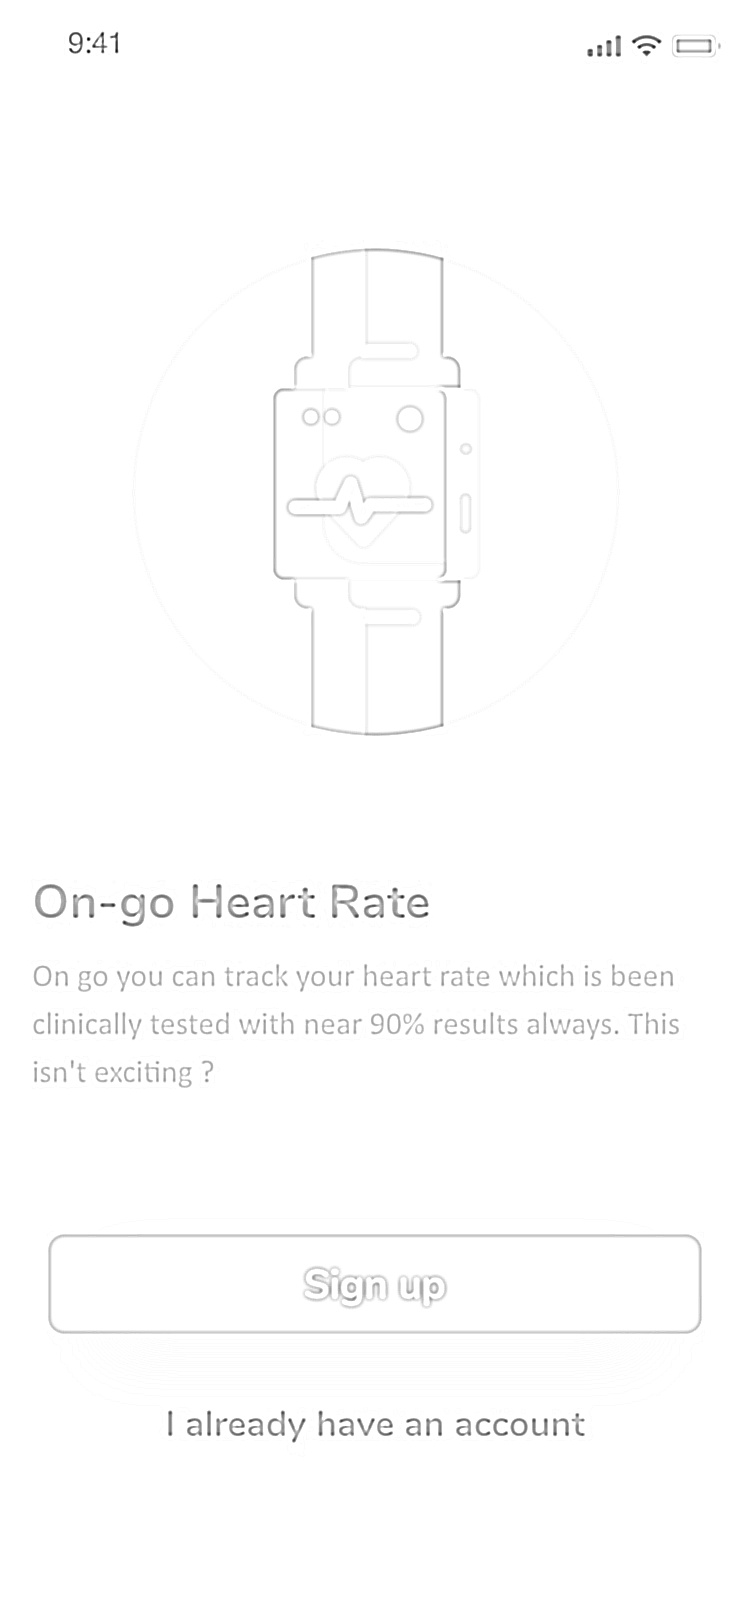 9:41
On-go Heart Rate
On go you can track your heart rate which is been
clinically tested with near 90% results always. This
isn't exciting ?
Sign up
I already have an account